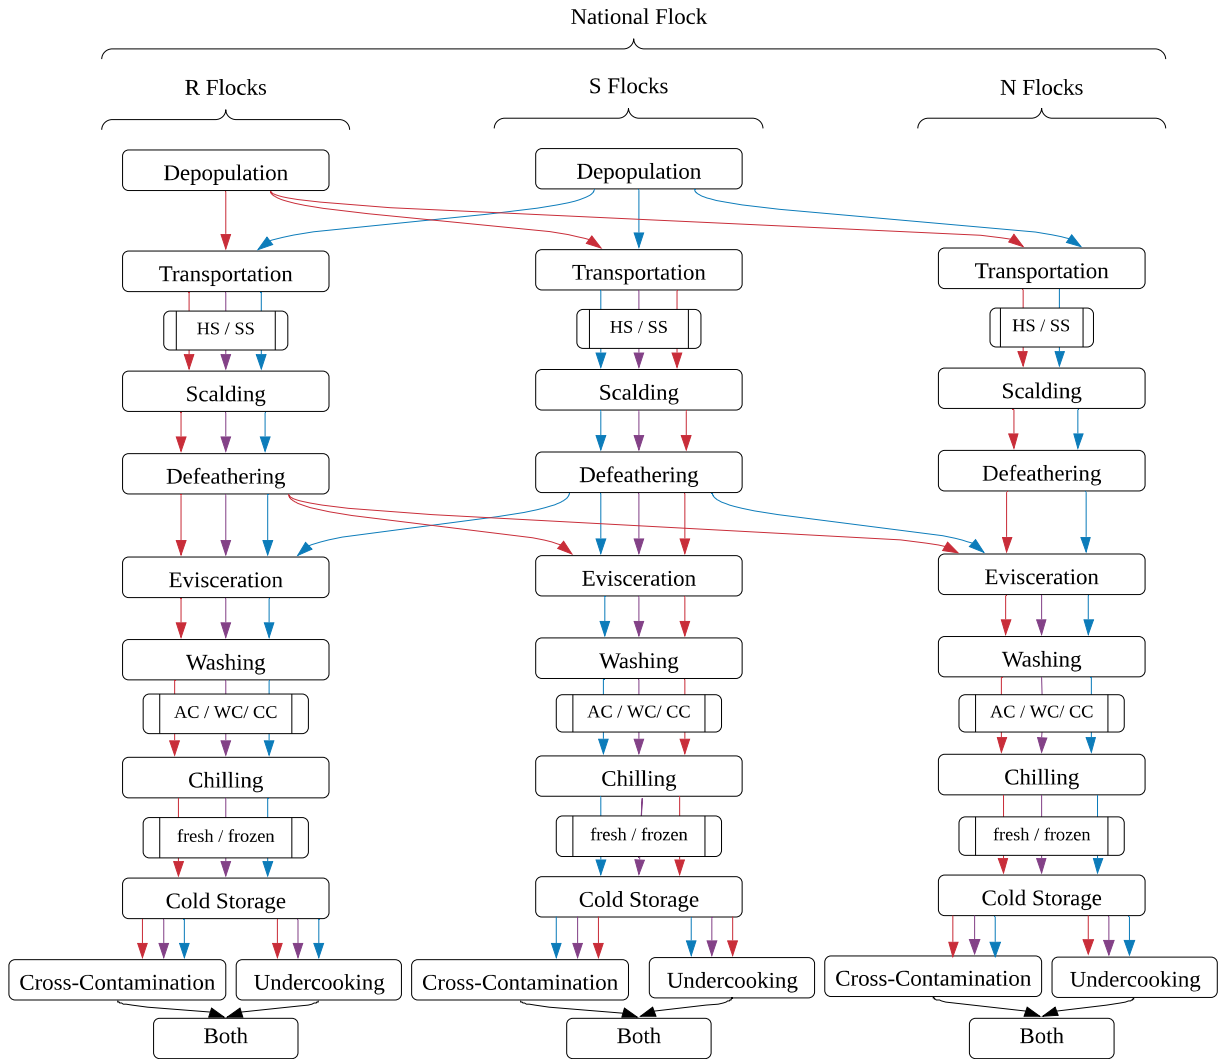 National Flock
R Flocks
S Flocks
N Flocks
Depopulation
Depopulation
Transportation
Transportation
Transportation
HS / SS
HS / SS
HS / SS
Scalding
Scalding
Scalding
Defeathering
Defeathering
Defeathering
Evisceration
Evisceration
Evisceration
Washing
Washing
Washing
AC / WC/ CC
AC / WC/ CC
AC / WC/ CC
Chilling
Chilling
Chilling
fresh / frozen
fresh / frozen
fresh / frozen
Cold Storage
Cold Storage
Cold Storage
Cross-Contamination
Undercooking
Cross-Contamination
Undercooking
Cross-Contamination
Undercooking
Both
Both
Both